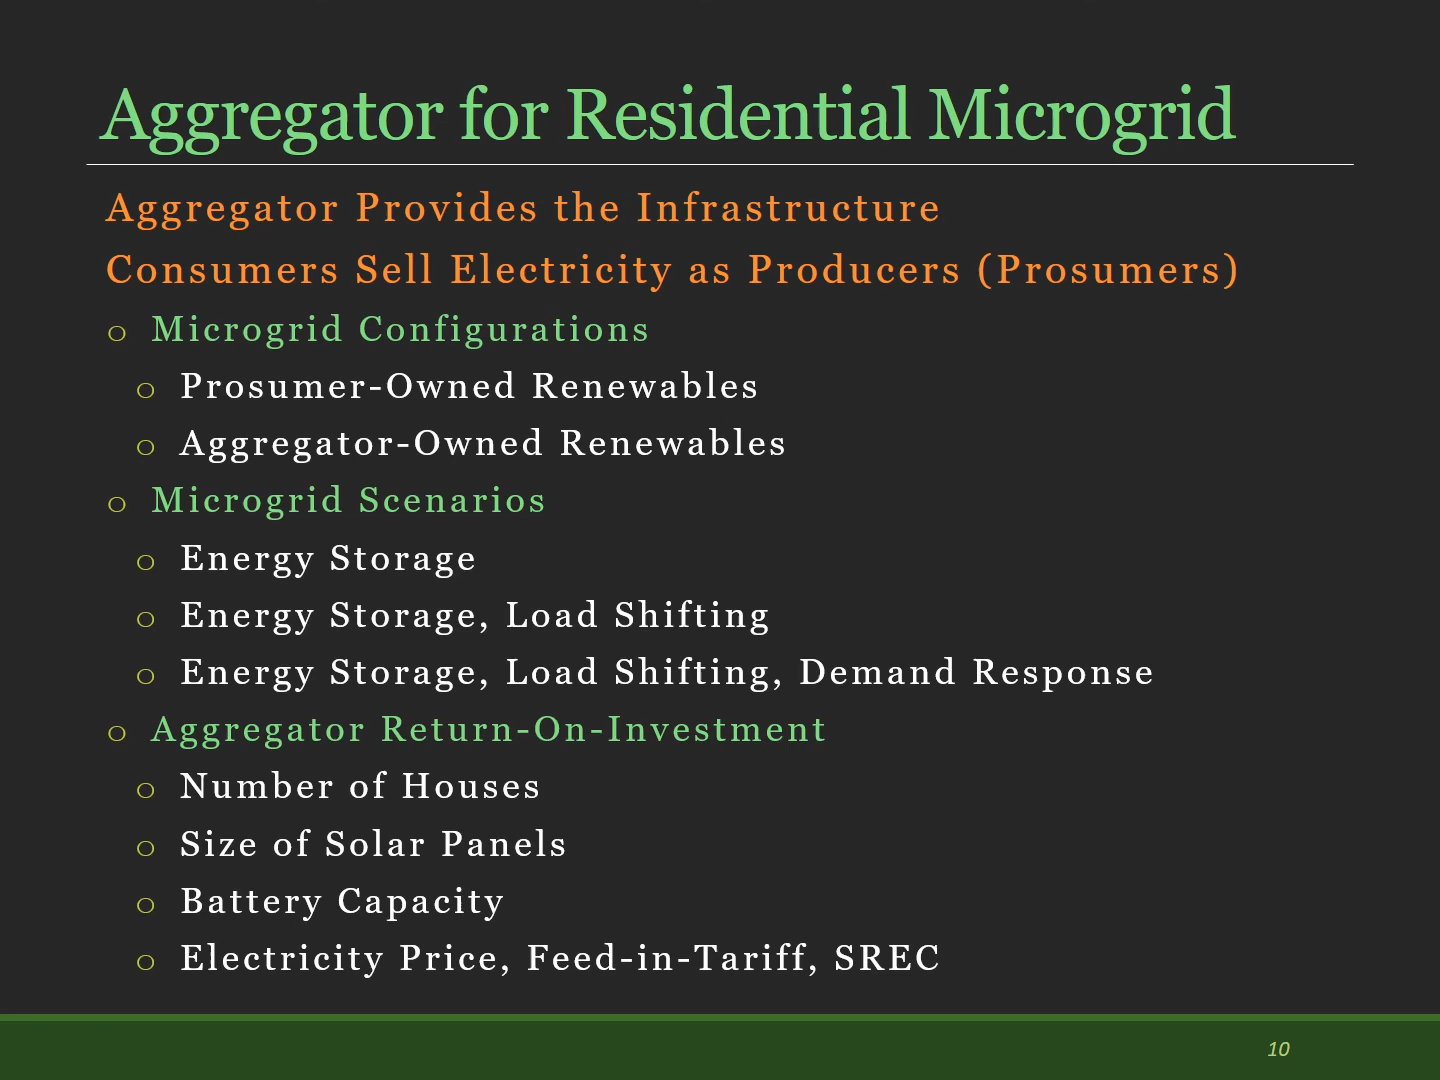 Aggregator for Residential Microgrid
Aggregator Provides the Infrastructure
Consumers Sell Electricity as Producers (Prosumers)
Microgrid Configurations
Prosumer-Owned Renewables
Aggregator-Owned Renewables
Microgrid Scenarios
Energy Storage
Energy Storage, Load Shifting
Energy Storage, Load Shifting, Demand Response
Aggregator Return-On-Investment
Number of Houses
Size of Solar Panels
Battery Capacity
Electricity Price, Feed-in-Tariff, SREC
10